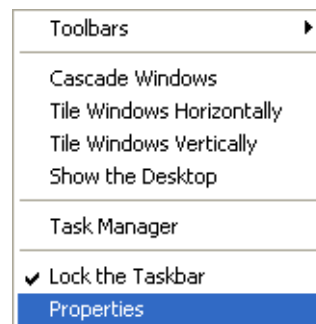 Toolbars
Cascade Windows
Tile Windows Horizontally
Tile Windows Vertically
Show the Desktop
Task Manager
Lock the Taskbar
Properties